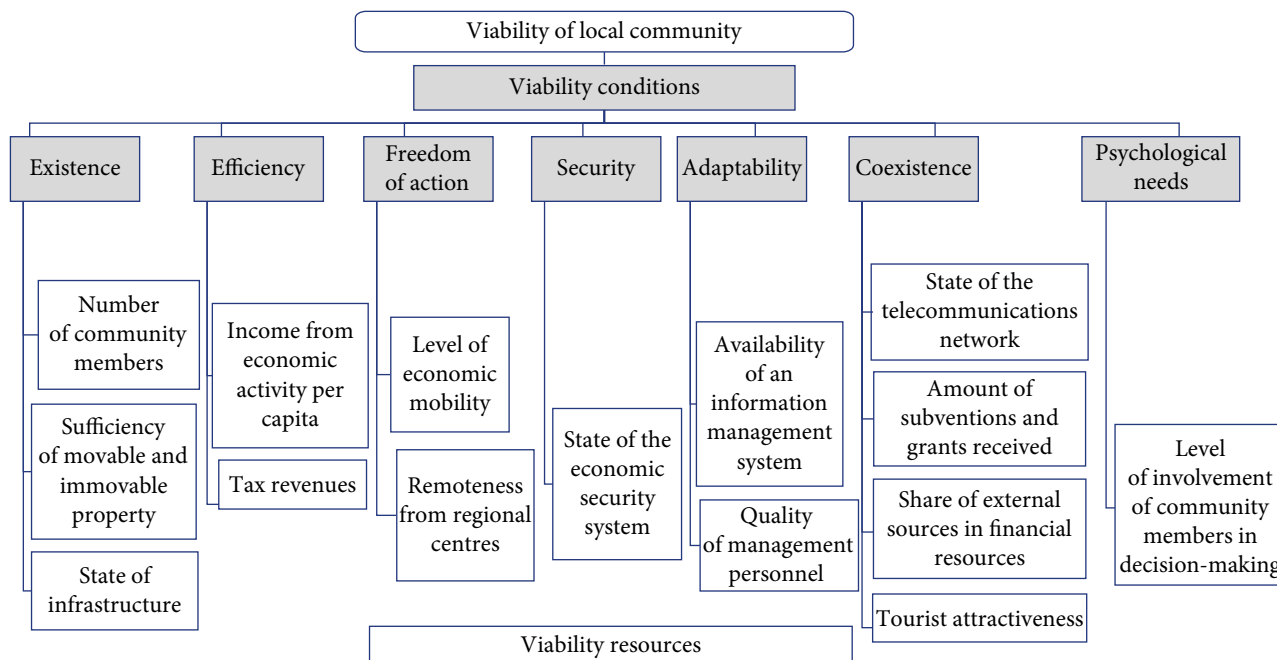 Viability of local community
Viability conditions
Existence
Efficiency
Freedom
of action
Security
Adaptability
Coexistence
Psychological
needs
Number
of community
members
Sufficiency
of movable and
immovable
property
State of
infrastructure
Income from
economic
activity per
capita
Tax revenues
Level of
economic
mobility
Remoteness
from regional
centres
State of the
economic
security
system
Availability
of an
information
management
system
Quality
of management
personnel
State of the
telecommunications
network
Amount of
subventions and
grants received
Share of external
sources in financial
resources
Tourist attractiveness
Level
of involvement
of community
members in
decision-making
Viability resources